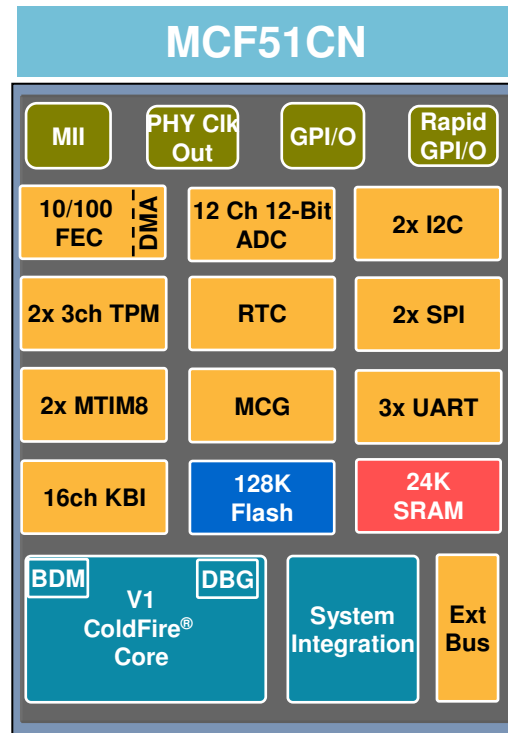 MCF51CN
MII
PHY Clk
Out
GPI/O
Rapid
GPI/O
10/100
FEC
DMA
12 Ch 12-Bit
ADC
2x I2C
2x 3ch TPM
RTC
2x SPI
2x MTIM8
MCG
3x UART
16ch KBI
128K
Flash
24K
SRAM
BDM
DBG
V1
ColdFire®
Core
System
Integration
Ext
Bus